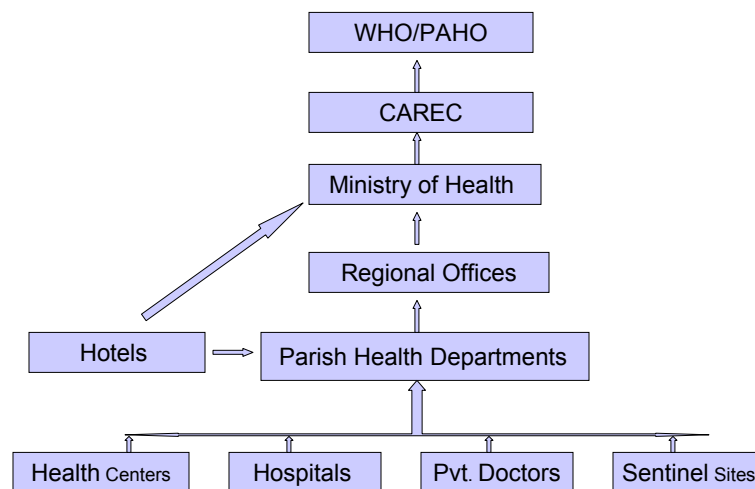 WHO/PAHO
CAREC
Ministry of Health
Regional Offices
Hotels
Parish Health Departments
Health Centers
Hospitals
Pvt. Doctors
Sentinel Sites